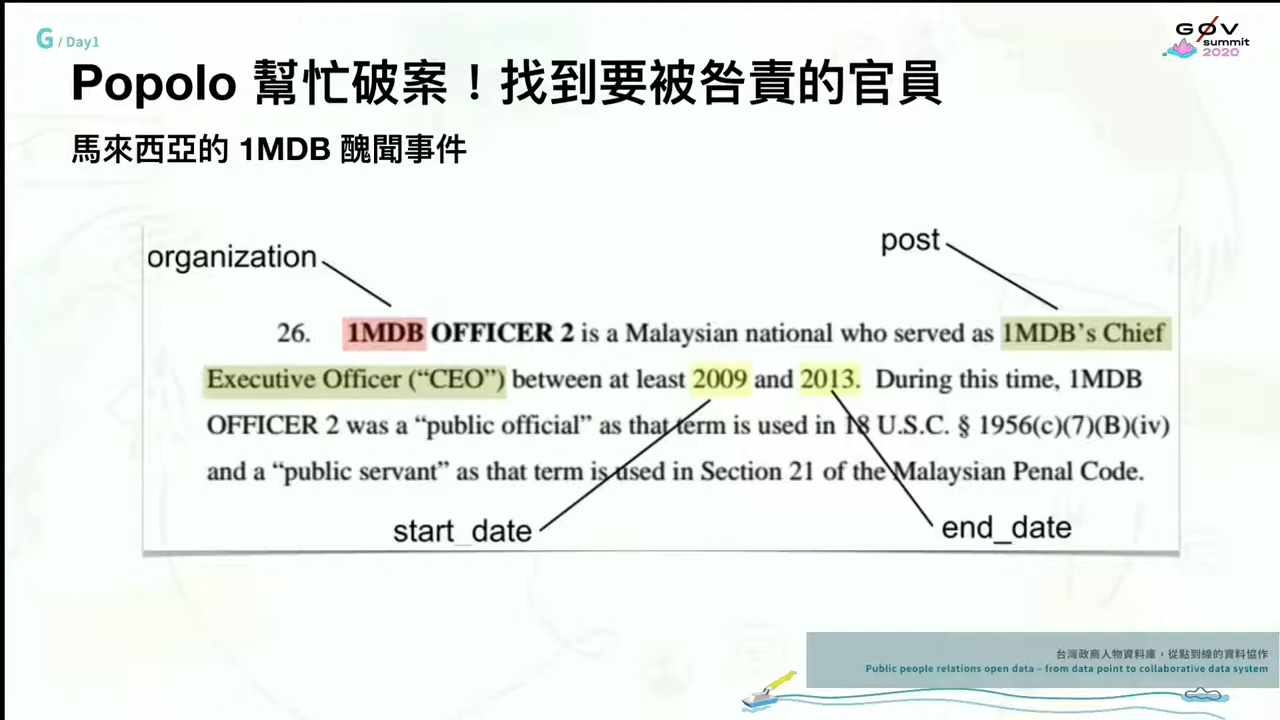 G / Day1
GØV
summit
2020
Popolo 幫忙破案！找到要被咎責的官員
馬來西亞的 1MDB 醜聞事件
organization
post
26. 1MDB OFFICER 2 is a Malaysian national who served as 1MDB's Chief
Executive Officer (“CEO”) between at least 2009 and 2013. During this time, 1MDB
OFFICER 2 was a “public official” as that term is used in 18 U.S.C. § 1956(c)(7)(B)(iv)
and a “public servant” as that term is used in Section 21 of the Malaysian Penal Code.
start_date
end_date
台灣政商人物資料庫，從點到線的資料協作
Public people relations open data – from data point to collaborative data system